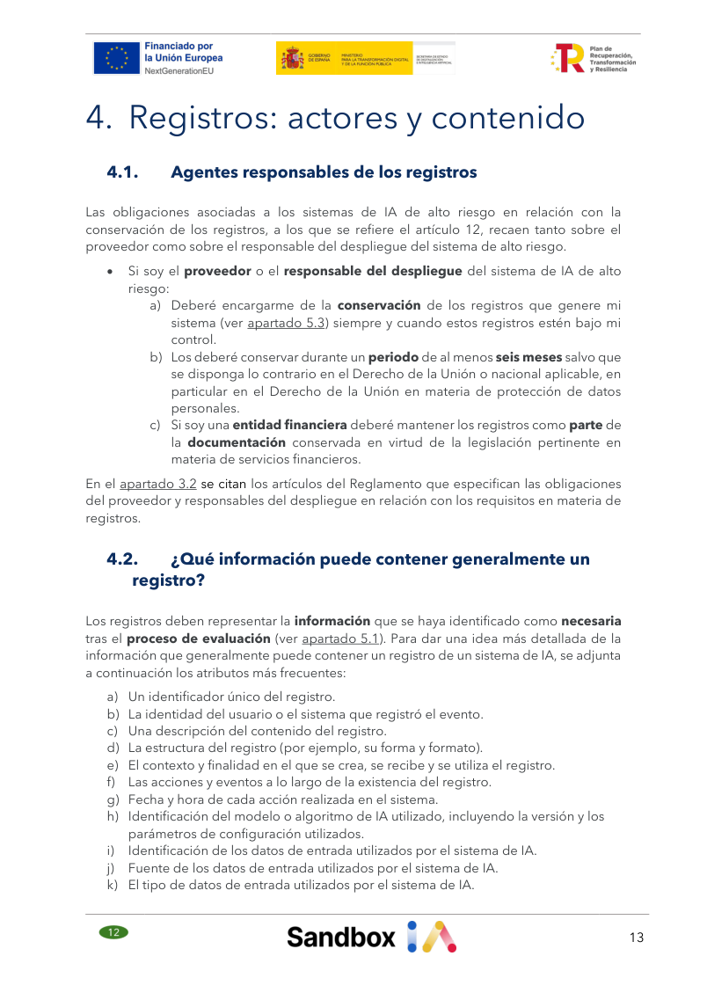 Financiado por
la Unión Europea
NextGenerationEU
GOBIERNO
DE ESPAÑA
MINISTERIO
PARA LA TRANSFORMACIÓN DIGITAL
Y DE LA FUNCIÓN PÚBLICA
SECRETARÍA DE ESTADO
DE DIGITALIZACIÓN
E INTELIGENCIA ARTIFICIAL
Plan de
Recuperación,
Transformación
y Resiliencia
4. Registros: actores y contenido
4.1. Agentes responsables de los registros
Las obligaciones asociadas a los sistemas de IA de alto riesgo en relación con la
conservación de los registros, a los que se refiere el artículo 12, recaen tanto sobre el
proveedor como sobre el responsable del despliegue del sistema de alto riesgo.
• Si soy el proveedor o el responsable del despliegue del sistema de IA de alto
riesgo:
a) Deberé encargarme de la conservación de los registros que genere mi
sistema (ver apartado 5.3) siempre y cuando estos registros estén bajo mi
control.
b) Los deberé conservar durante un periodo de al menos seis meses salvo que
se disponga lo contrario en el Derecho de la Unión o nacional aplicable, en
particular en el Derecho de la Unión en materia de protección de datos
personales.
c) Si soy una entidad financiera deberé mantener los registros como parte de
la documentación conservada en virtud de la legislación pertinente en
materia de servicios financieros.
En el apartado 3.2 se citan los artículos del Reglamento que especifican las obligaciones
del proveedor y responsables del despliegue en relación con los requisitos en materia de
registros.
4.2. ¿Qué información puede contener generalmente un
registro?
Los registros deben representar la información que se haya identificado como necesaria
tras el proceso de evaluación (ver apartado 5.1). Para dar una idea más detallada de la
información que generalmente puede contener un registro de un sistema de IA, se adjunta
a continuación los atributos más frecuentes:
a) Un identificador único del registro.
b) La identidad del usuario o el sistema que registró el evento.
c) Una descripción del contenido del registro.
d) La estructura del registro (por ejemplo, su forma y formato).
e) El contexto y finalidad en el que se crea, se recibe y se utiliza el registro.
f) Las acciones y eventos a lo largo de la existencia del registro.
g) Fecha y hora de cada acción realizada en el sistema.
h) Identificación del modelo o algoritmo de IA utilizado, incluyendo la versión y los
parámetros de configuración utilizados.
i) Identificación de los datos de entrada utilizados por el sistema de IA.
j) Fuente de los datos de entrada utilizados por el sistema de IA.
k) El tipo de datos de entrada utilizados por el sistema de IA.
12
Sandbox IA
13